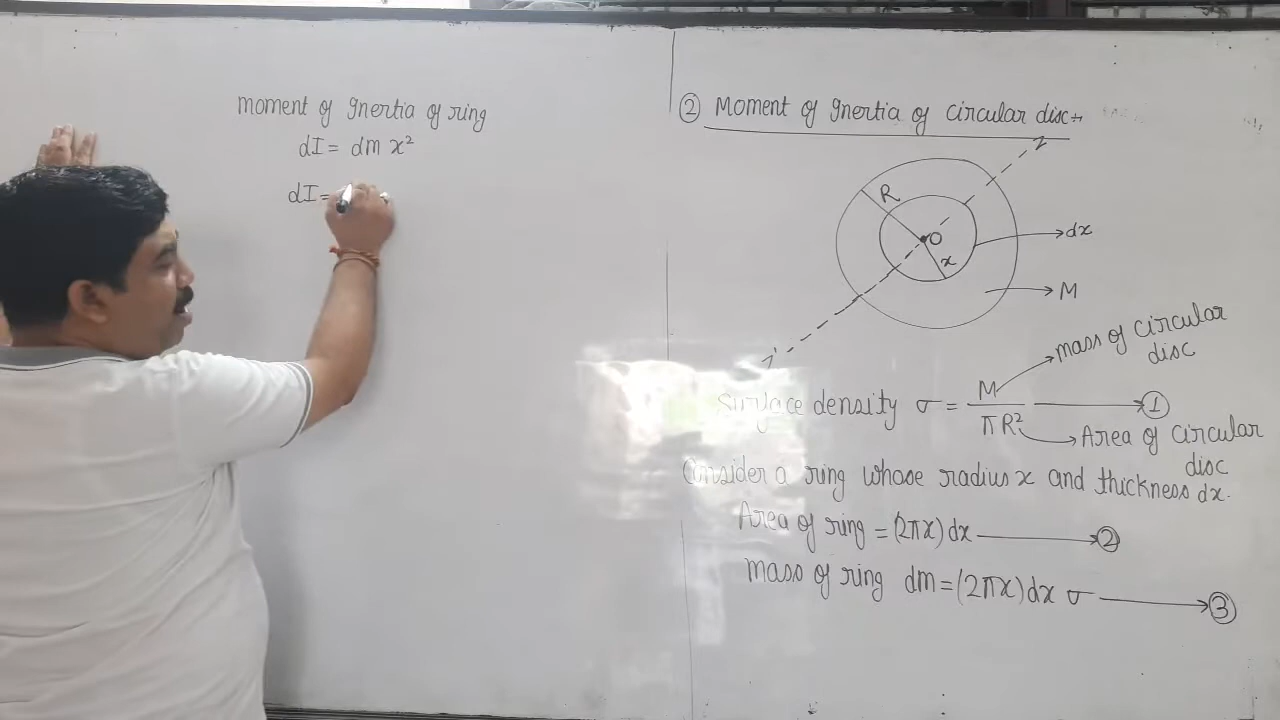 moment of Inertia of ring
dI = dm x²
dI =
② Moment of Inertia of circular disc:-
z
R
O
dx
x
M
z'
mass of circular
disc
Surface density σ = M / πR² ①
Area of circular
disc
Consider a ring whose radius x and thickness dx.
Area of ring = (2πx) dx ②
mass of ring dm = (2πx) dx σ ③